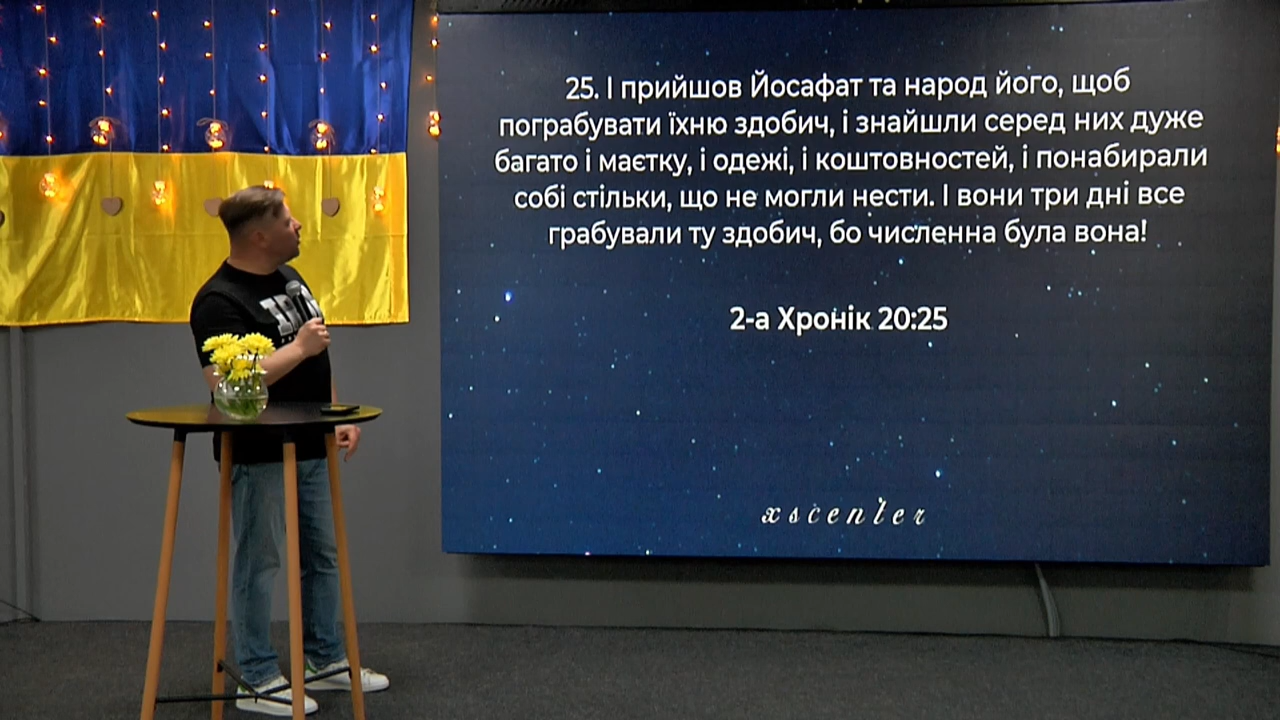 25. І прийшов Йосафат та народ його, щоб
пограбувати їхню здобич, і знайшли серед них дуже
багато і маєтку, і одежі, і коштовностей, і понабирали
собі стільки, що не могли нести. І вони три дні все
грабували ту здобич, бо численна була вона!
2-а Хронік 20:25
xscenter